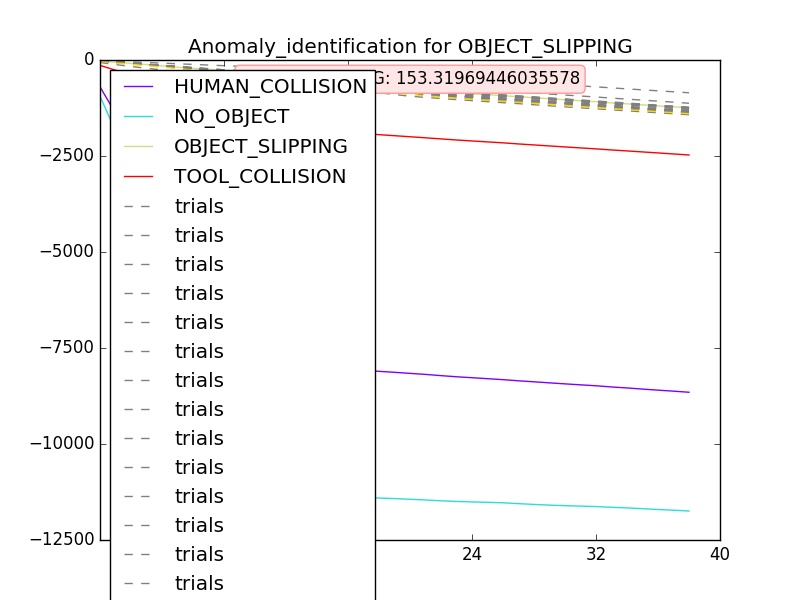 Anomaly_identification for OBJECT_SLIPPING
0
−2500
−5000
−7500
−10000
−12500
G: 153.31969446035578
HUMAN_COLLISION
NO_OBJECT
OBJECT_SLIPPING
TOOL_COLLISION
trials
trials
trials
trials
trials
trials
trials
trials
trials
trials
trials
trials
trials
trials
24
32
40